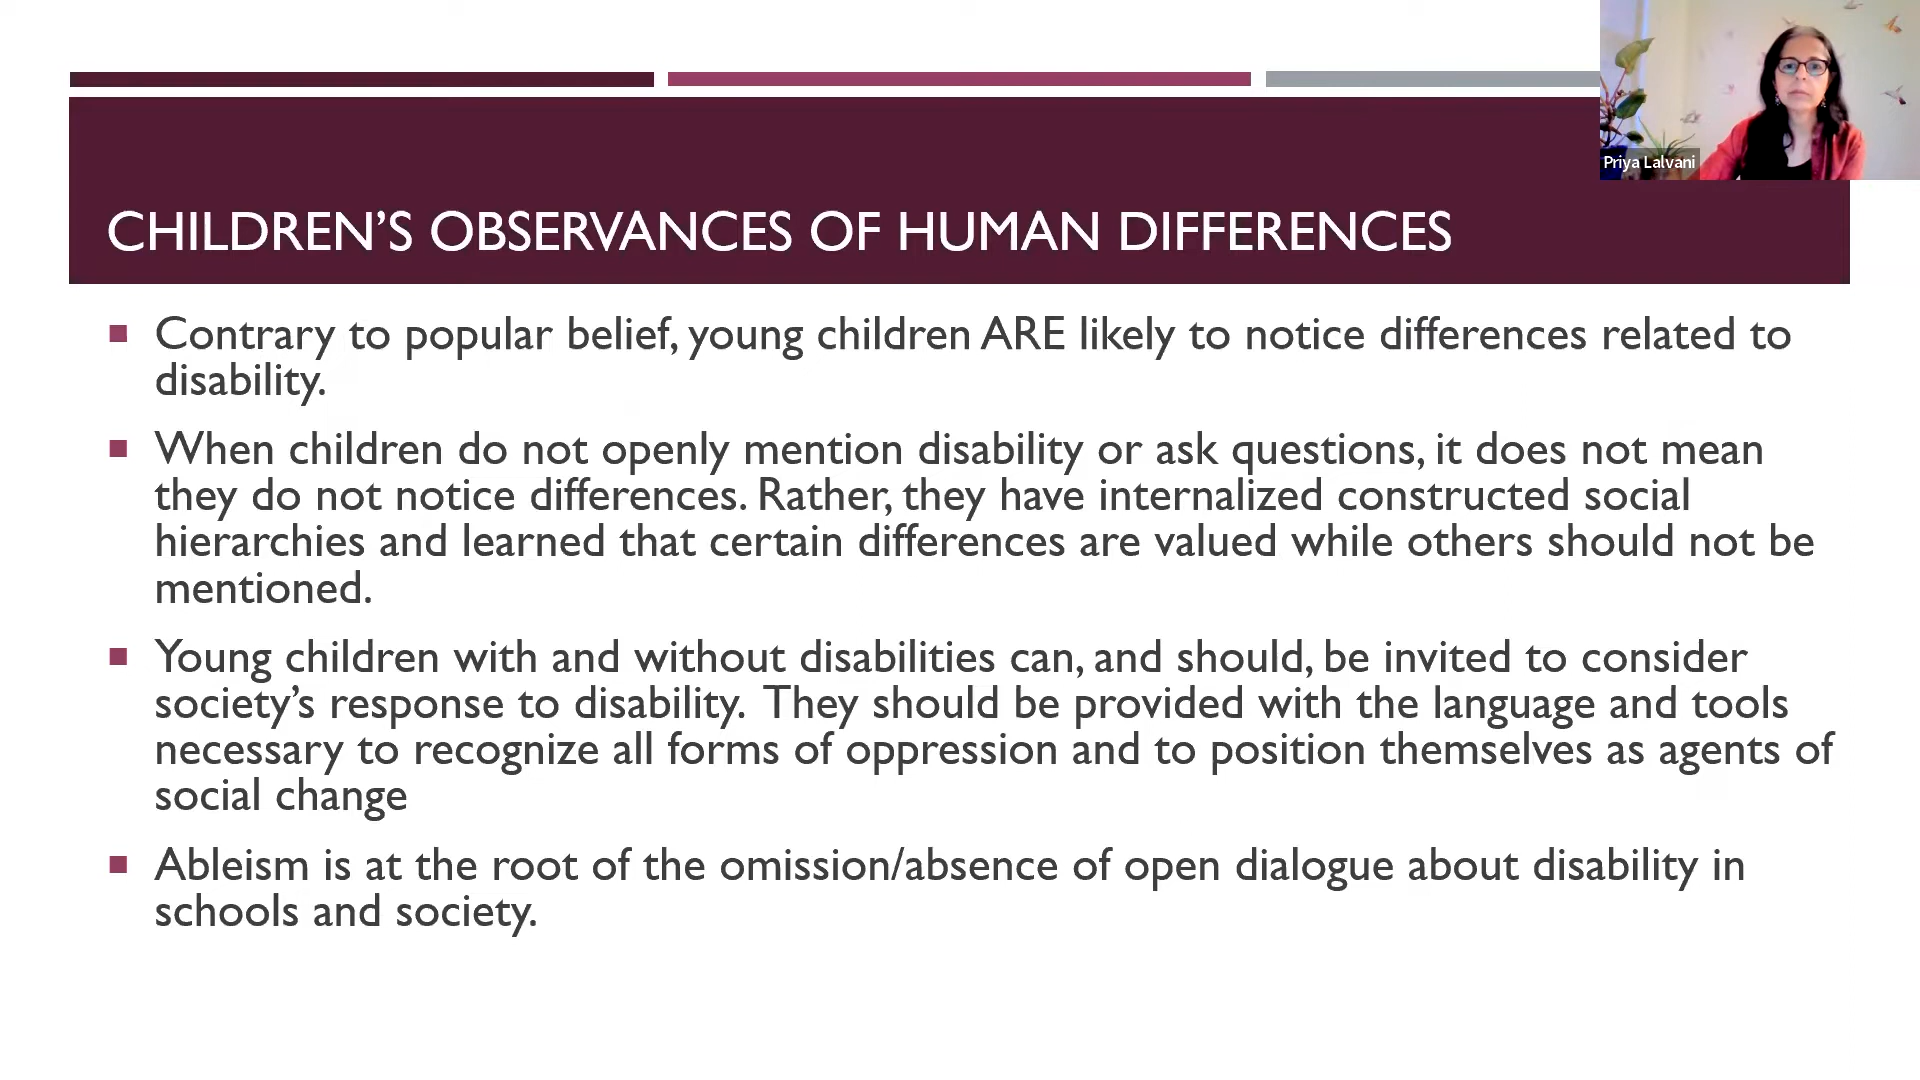 Priya Lalvani
CHILDREN’S OBSERVANCES OF HUMAN DIFFERENCES
Contrary to popular belief, young children ARE likely to notice differences related to
disability.
When children do not openly mention disability or ask questions, it does not mean
they do not notice differences. Rather, they have internalized constructed social
hierarchies and learned that certain differences are valued while others should not be
mentioned.
Young children with and without disabilities can, and should, be invited to consider
society’s response to disability. They should be provided with the language and tools
necessary to recognize all forms of oppression and to position themselves as agents of
social change
Ableism is at the root of the omission/absence of open dialogue about disability in
schools and society.